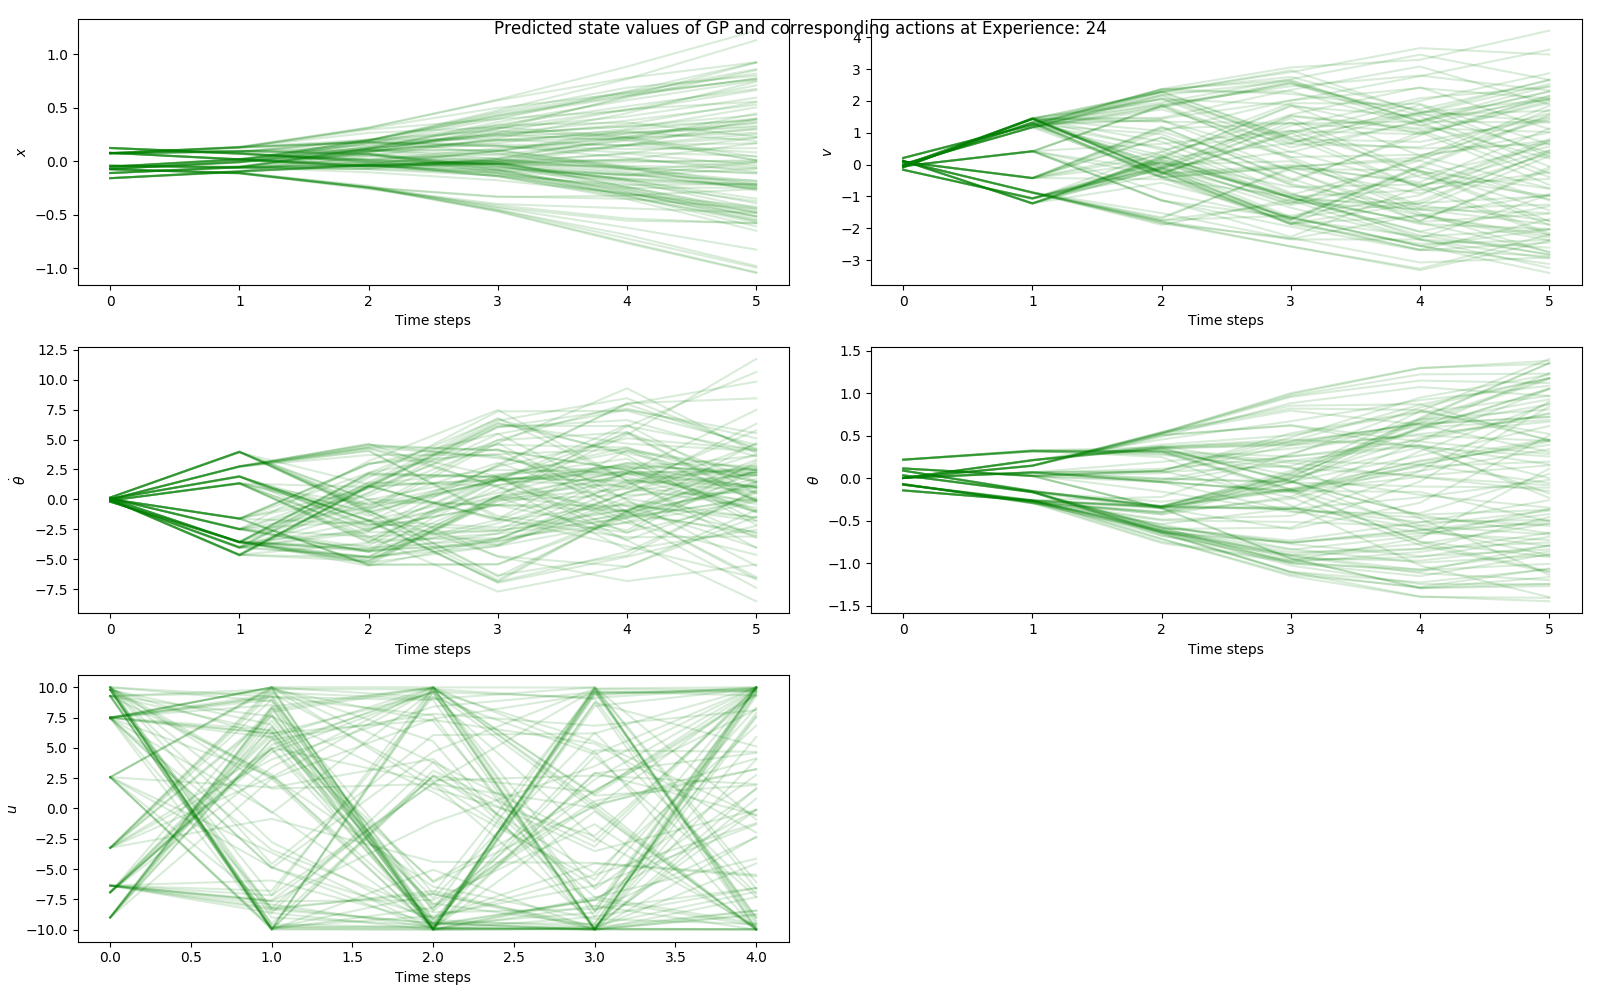 Predicted state values of GP and corresponding actions at Experience: 24
1.0
0.5
0.0
−0.5
−1.0
x
0 1 2 3 4 5
Time steps
4
3
2
1
0
−1
−2
−3
v
0 1 2 3 4 5
Time steps
12.5
10.0
7.5
5.0
2.5
0.0
−2.5
−5.0
−7.5
θ̇
0 1 2 3 4 5
Time steps
1.5
1.0
0.5
0.0
−0.5
−1.0
−1.5
θ
0 1 2 3 4 5
Time steps
10.0
7.5
5.0
2.5
0.0
−2.5
−5.0
−7.5
−10.0
u
0.0 0.5 1.0 1.5 2.0 2.5 3.0 3.5 4.0
Time steps